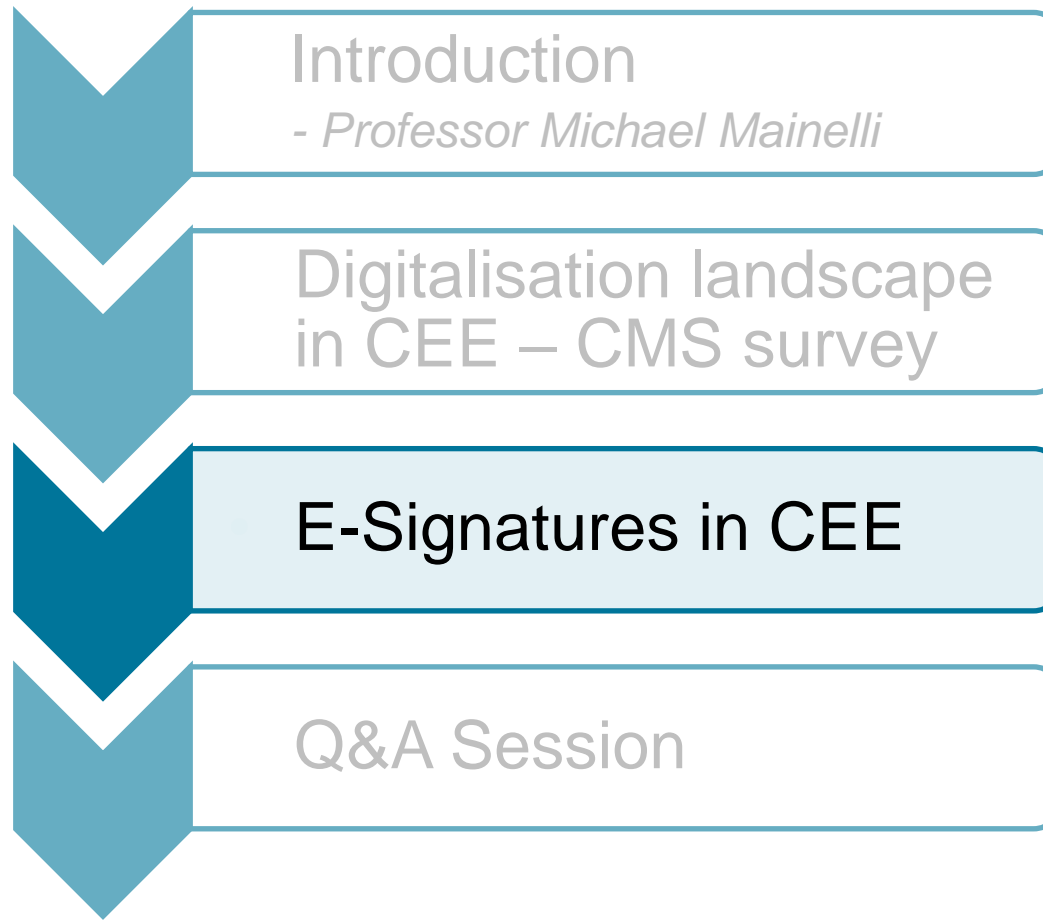 Introduction
- Professor Michael Mainelli
Digitalisation landscape
in CEE – CMS survey
E-Signatures in CEE
Q&A Session